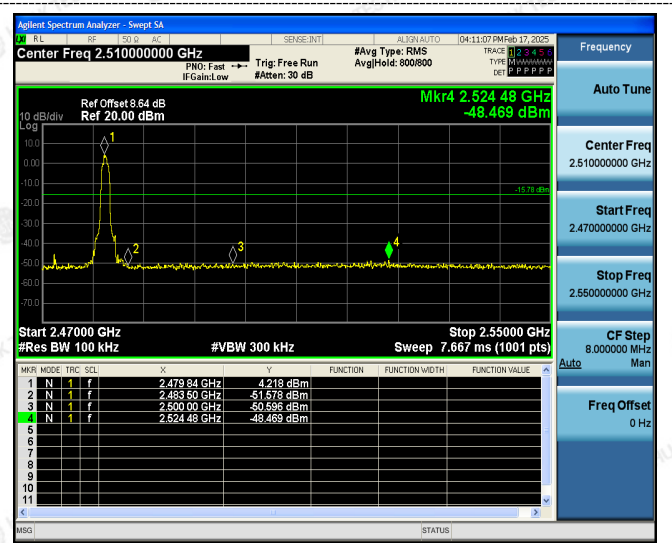 Agilent Spectrum Analyzer - Swept SA
LXI RL RF 50 Ω AC SENSE:INT ALIGN AUTO 04:11:07 PM Feb 17, 2025
Center Freq 2.510000000 GHz
PNO: Fast
IFGain:Low
Trig: Free Run
#Atten: 30 dB
#Avg Type: RMS
Avg|Hold: 800/800
TRACE 1 2 3 4 5 6
TYPE M W W W W W
DET P P P P P P
Ref Offset 8.64 dB
10 dB/div Ref 20.00 dBm
Mkr4 2.524 48 GHz
-48.469 dBm
Log
10.0
0.00
-10.0
-20.0
-30.0
-40.0
-50.0
-60.0
-70.0
1
2
3
4
-15.78 dBm
Start 2.47000 GHz Stop 2.55000 GHz
#Res BW 100 kHz #VBW 300 kHz Sweep 7.667 ms (1001 pts)
MKR MODE TRC SCL X Y FUNCTION FUNCTION WIDTH FUNCTION VALUE
1 N 1 f 2.479 84 GHz 4.218 dBm
2 N 1 f 2.483 50 GHz -51.578 dBm
3 N 1 f 2.500 00 GHz -50.596 dBm
4 N 1 f 2.524 48 GHz -48.469 dBm
5
6
7
8
9
10
11
MSG STATUS
Frequency
Auto Tune
Center Freq
2.510000000 GHz
Start Freq
2.470000000 GHz
Stop Freq
2.550000000 GHz
CF Step
8.000000 MHz
Auto Man
Freq Offset
0 Hz